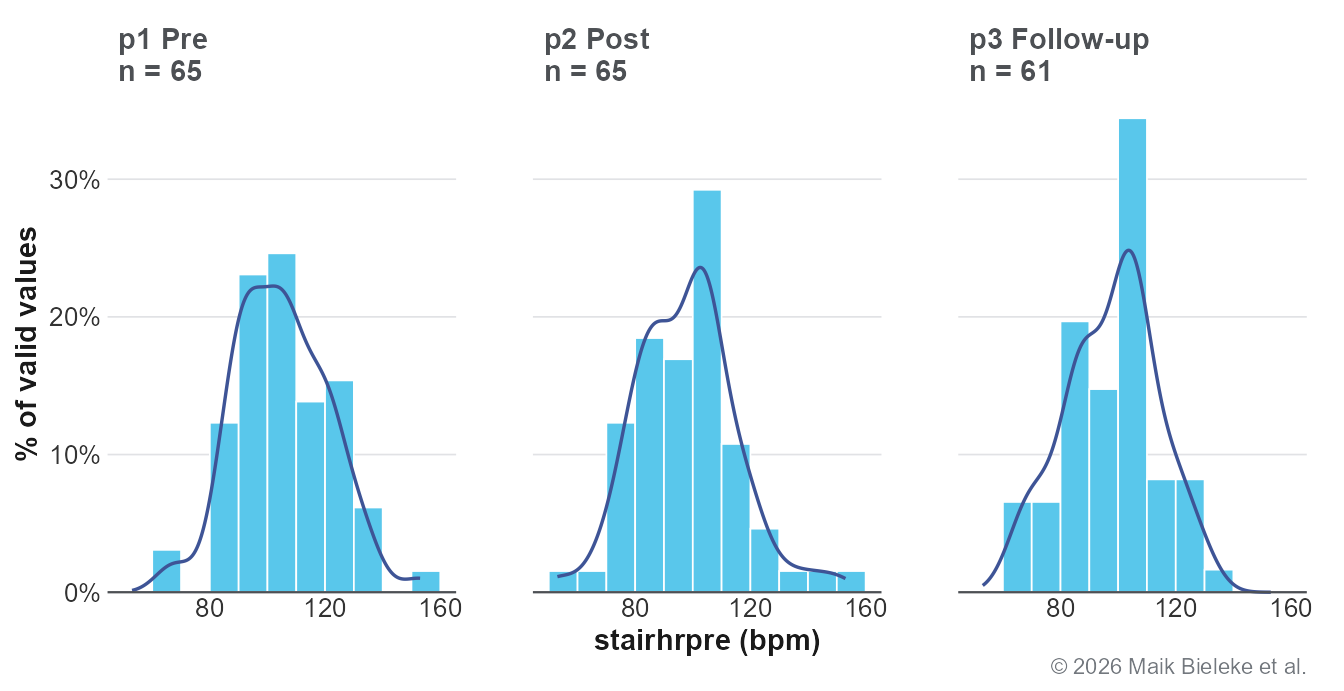 p1 Pre
n = 65
p2 Post
n = 65
p3 Follow-up
n = 61
% of valid values
30%
20%
10%
0%
80 120 160
80 120 160
80 120 160
stairhrpre (bpm)
© 2026 Maik Bieleke et al.